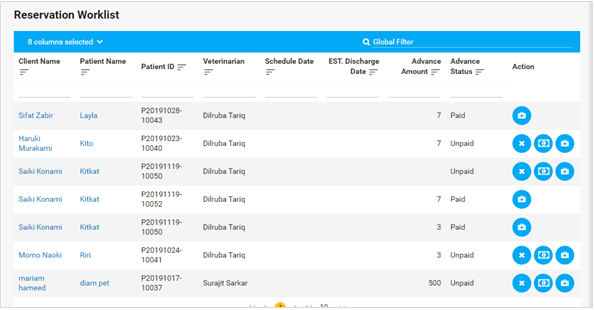 Reservation Worklist
8 columns selected Global Filter
Client Name Patient Name Patient ID Veterinarian Schedule Date EST. Discharge Date Advance Amount Advance Status Action
Sifat Zabir Layla P20191028-10043 Dilruba Tariq 7 Paid
Haruki Murakami Kito P20191023-10040 Dilruba Tariq 7 Unpaid
Saiki Konami Kitkat P20191119-10050 Dilruba Tariq Unpaid
Saiki Konami Kitkat P20191119-10052 Dilruba Tariq 7 Paid
Saiki Konami Kitkat P20191119-10050 Dilruba Tariq 3 Paid
Momo Naoki Riri P20191024-10041 Dilruba Tariq 3 Unpaid
mariam hameed diam pet P20191017-10037 Surajit Sarkar 500 Unpaid